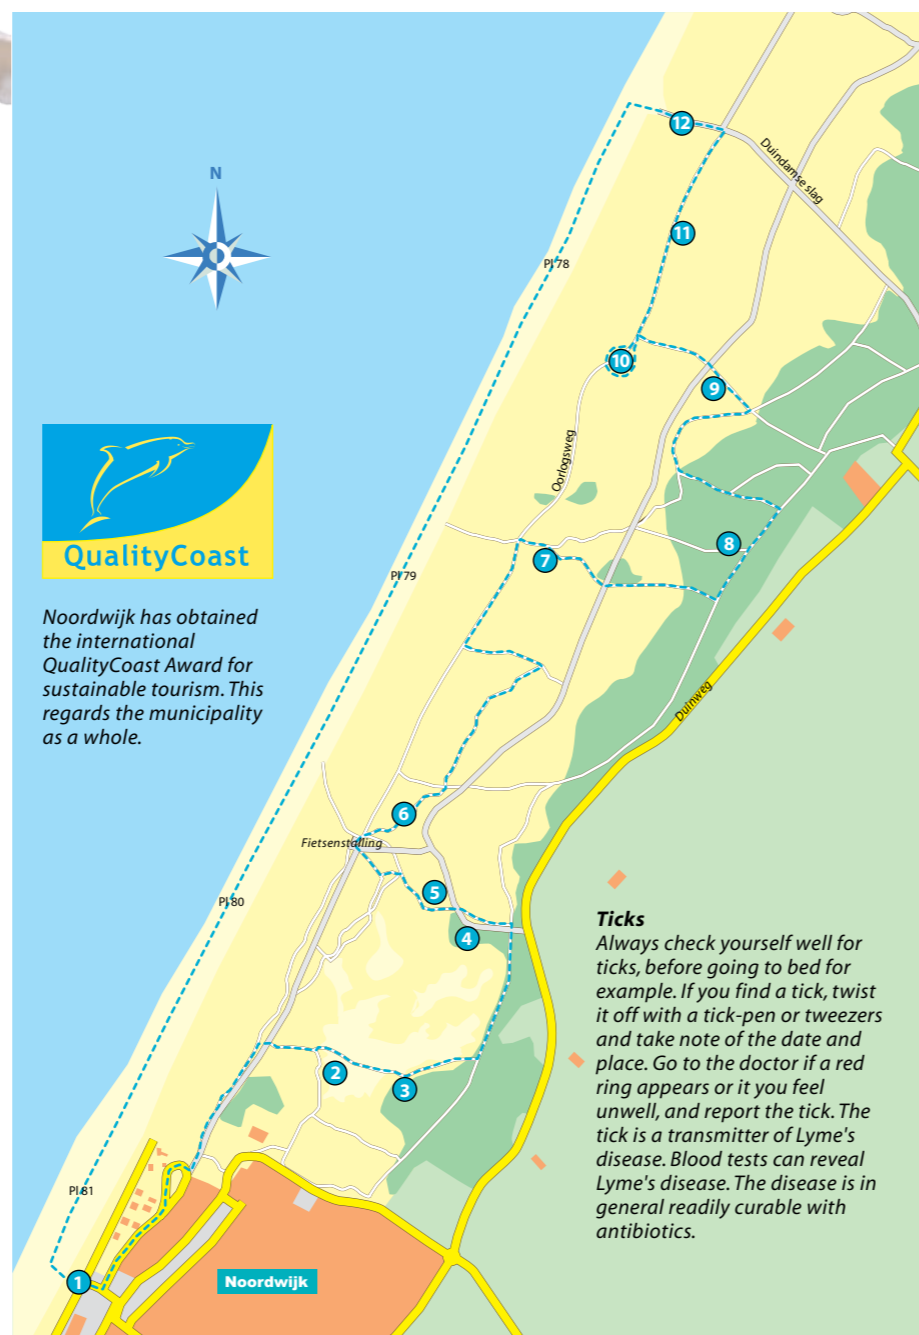 N
12
Duindamse slag
11
Pl 78
10
9
Oorlogsweg
8
7
QualityCoast
Pl 79
Noordwijk has obtained
the international
QualityCoast Award for
sustainable tourism. This
regards the municipality
as a whole.
Duinweg
6
Fietsenstalling
5
Pl 80
4
Ticks
Always check yourself well for
ticks, before going to bed for
example. If you find a tick, twist
it off with a tick-pen or tweezers
and take note of the date and
place. Go to the doctor if a red
ring appears or it you feel
unwell, and report the tick. The
tick is a transmitter of Lyme's
disease. Blood tests can reveal
Lyme's disease. The disease is in
general readily curable with
antibiotics.
2
3
Pl 81
1
Noordwijk